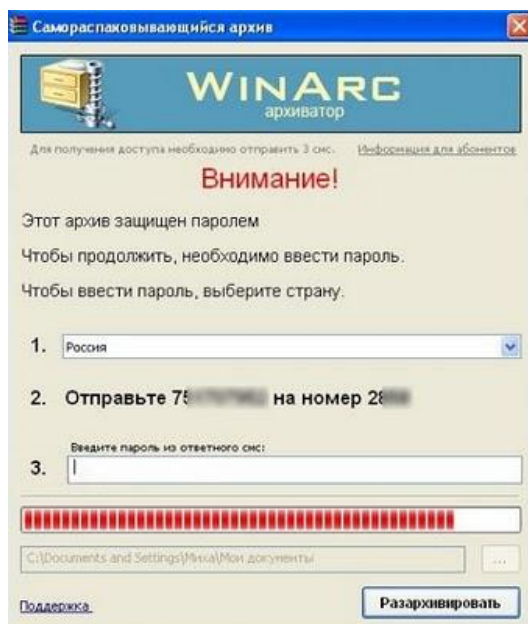 Самораспаковывающийся архив
WINARC
архиватор
Для получения доступа необходимо отправить 3 смс. Информация для абонентов
Внимание!
Этот архив защищен паролем
Чтобы продолжить, необходимо ввести пароль.
Чтобы ввести пароль, выберите страну.
1. Россия
2. Отправьте 75 на номер 28
Введите пароль из ответного смс:
3.
C:\Documents and Settings\Миха\Мои документы ...
Поддержка Разархивировать